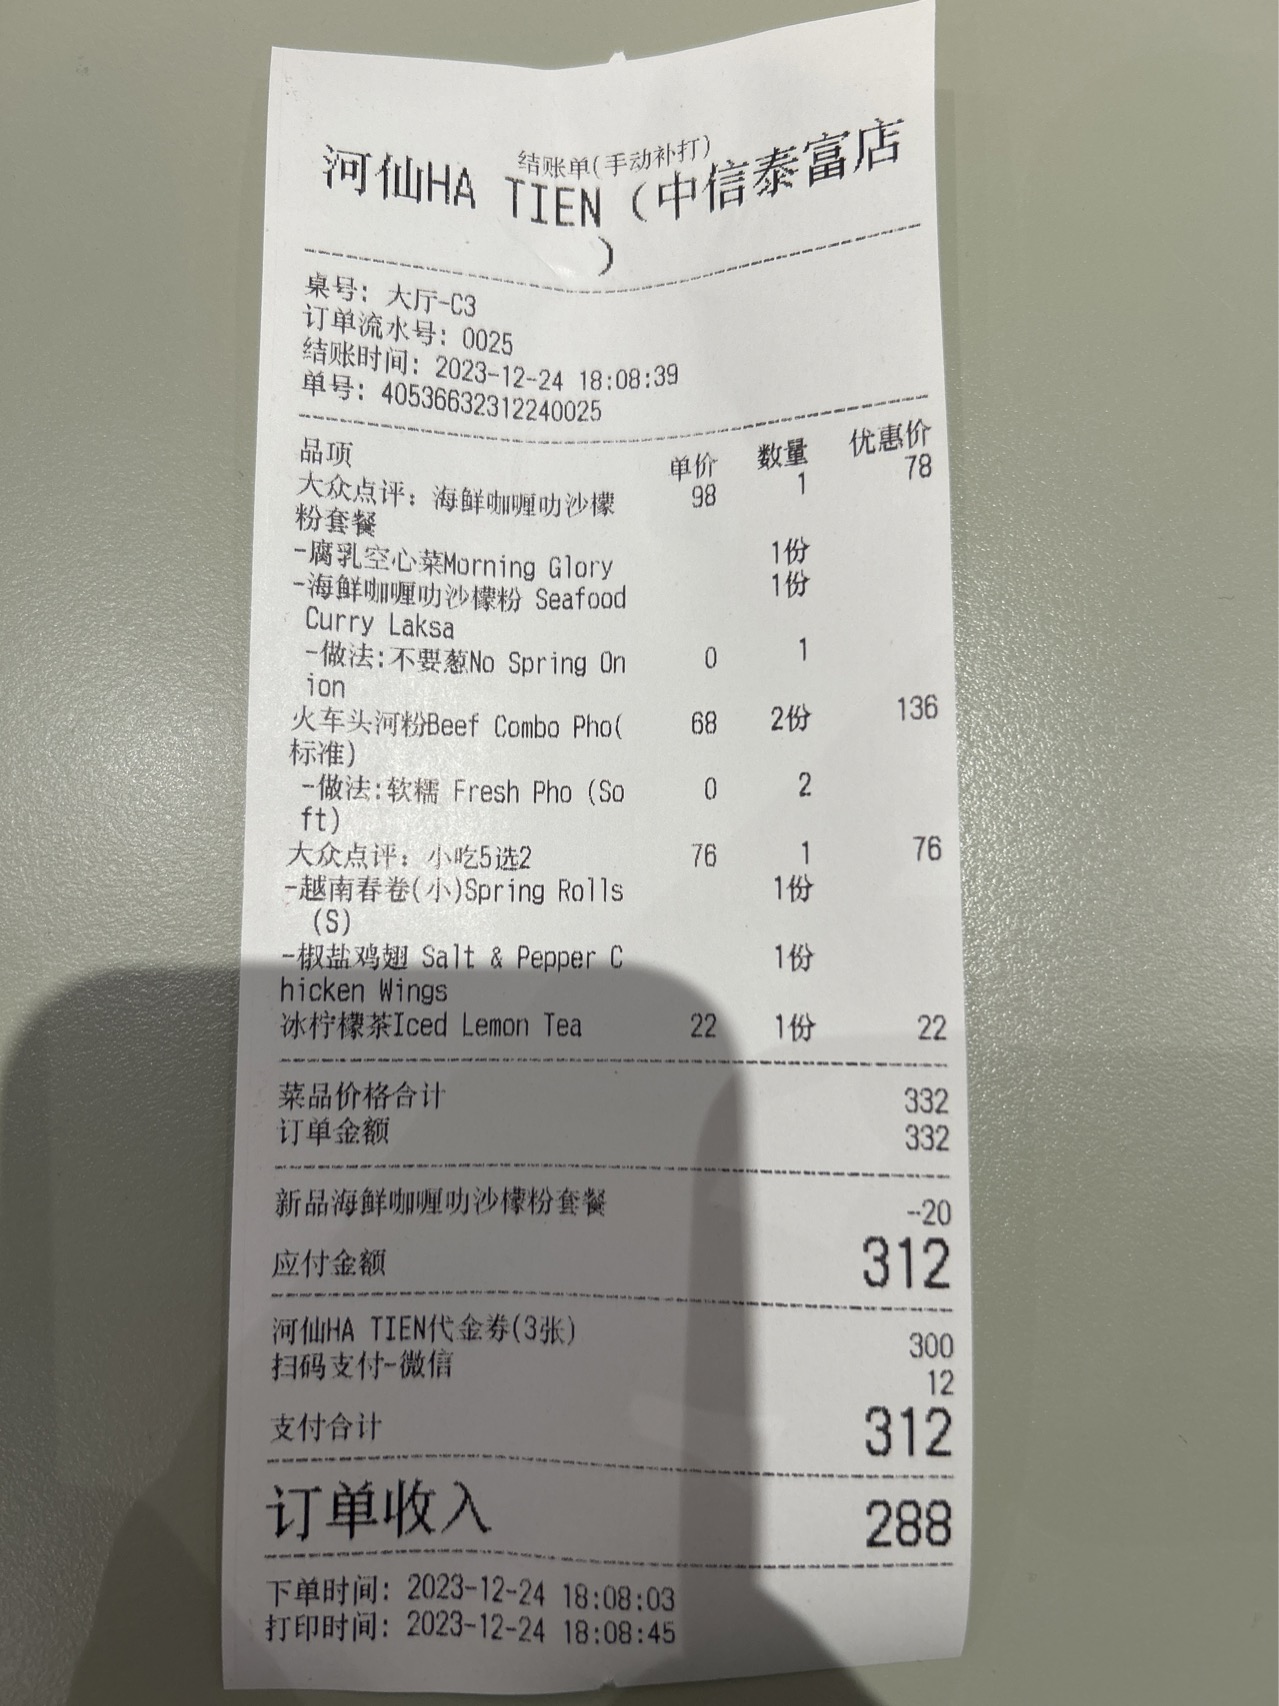 结账单(手动补打)
河仙HA TIEN（中信泰富店
）
桌号: 大厅-C3
订单流水号: 0025
结账时间: 2023-12-24 18:08:39
单号: 40536632312240025
品项 单价 数量 优惠价
大众点评: 海鲜咖喱叻沙檬 98 1 78
粉套餐
-腐乳空心菜Morning Glory 1份
-海鲜咖喱叻沙檬粉 Seafood 1份
Curry Laksa
-做法:不要葱No Spring On 0 1
ion
火车头河粉Beef Combo Pho( 68 2份 136
标准)
-做法:软糯 Fresh Pho (So 0 2
ft)
大众点评: 小吃5选2 76 1 76
-越南春卷(小)Spring Rolls 1份
(S)
-椒盐鸡翅 Salt & Pepper C 1份
hicken Wings
冰柠檬茶Iced Lemon Tea 22 1份 22
菜品价格合计 332
订单金额 332
新品海鲜咖喱叻沙檬粉套餐 --20
应付金额 312
河仙HA TIEN代金券(3张) 300
扫码支付-微信 12
支付合计 312
订单收入 288
下单时间: 2023-12-24 18:08:03
打印时间: 2023-12-24 18:08:45